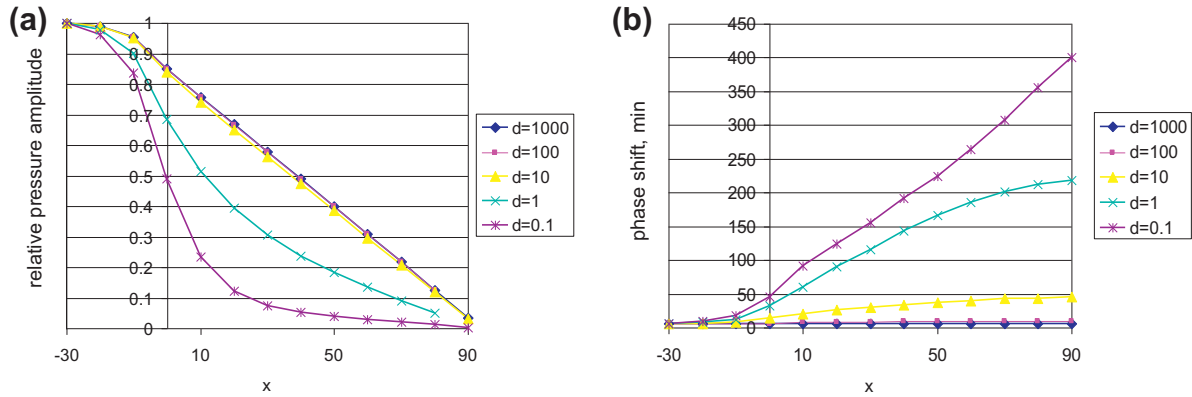 (a)
relative pressure amplitude
1
0.9
0.8
0.7
0.6
0.5
0.4
0.3
0.2
0.1
0
-30 10 50 90
x
d=1000
d=100
d=10
d=1
d=0.1
(b)
phase shift, min
450
400
350
300
250
200
150
100
50
0
-30 10 50 90
x
d=1000
d=100
d=10
d=1
d=0.1